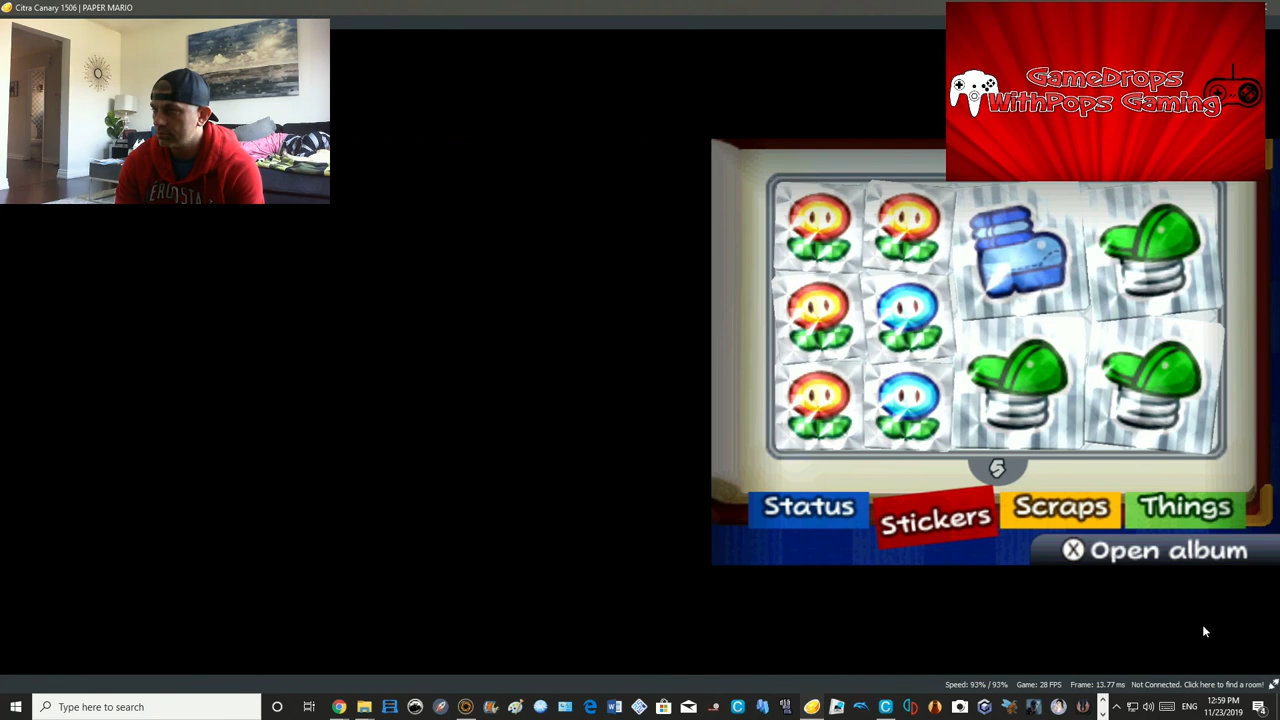 Citra Canary 1506 | PAPER MARIO
GameDrops
WithPops Gaming
5
Status
Stickers
Scraps
Things
X Open album
Speed: 93% / 93%
Game: 28 FPS
Frame: 13.77 ms
Not Connected. Click here to find a room!
Type here to search
ENG
12:59 PM
11/23/2019